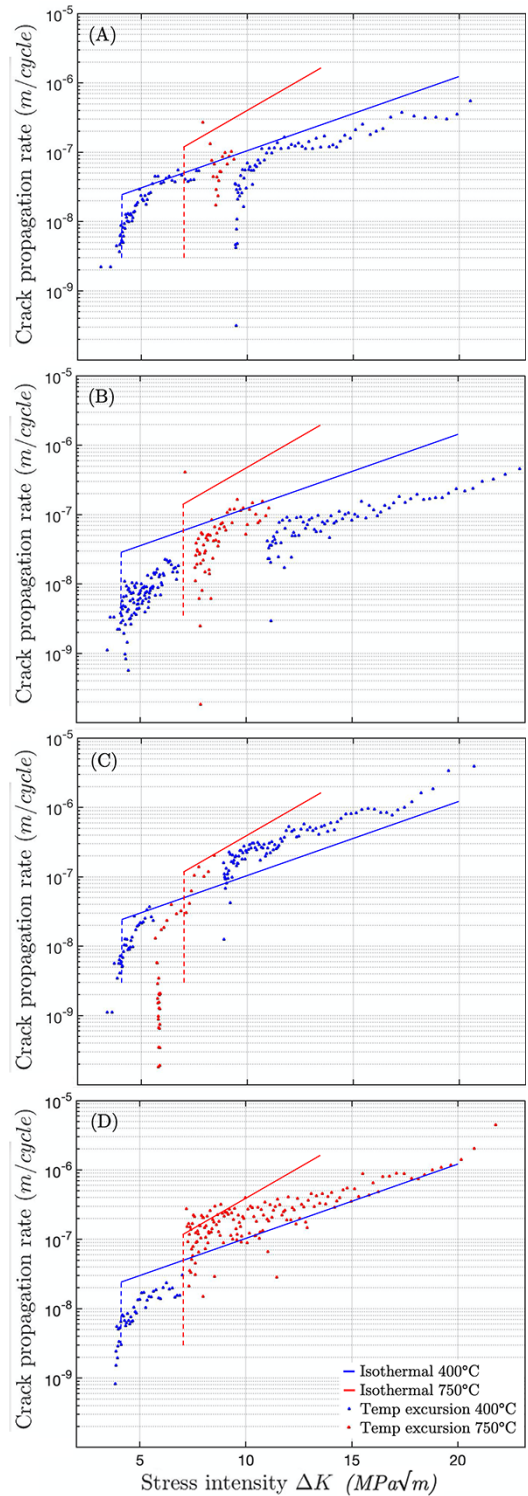 10⁻⁵
(A)
10⁻⁶
10⁻⁷
10⁻⁸
10⁻⁹
Crack propagation rate (m/cycle)
10⁻⁵
(B)
10⁻⁶
10⁻⁷
10⁻⁸
10⁻⁹
Crack propagation rate (m/cycle)
10⁻⁵
(C)
10⁻⁶
10⁻⁷
10⁻⁸
10⁻⁹
Crack propagation rate (m/cycle)
10⁻⁵
(D)
10⁻⁶
10⁻⁷
10⁻⁸
10⁻⁹
Crack propagation rate (m/cycle)
Isothermal 400°C
Isothermal 750°C
Temp excursion 400°C
Temp excursion 750°C
5 10 15 20
Stress intensity ΔK (MPa√m)